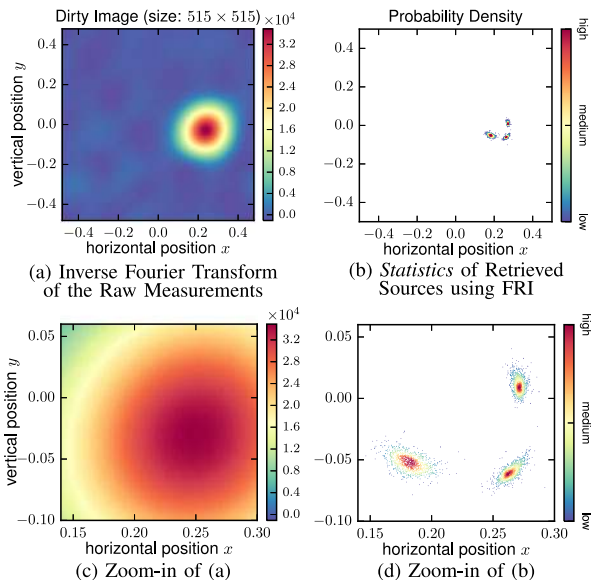 Dirty Image (size: 515 × 515)
×10⁴
vertical position y
0.4
0.2
0.0
−0.2
−0.4
−0.4 −0.2 0.0 0.2 0.4
horizontal position x
3.2
2.8
2.4
2.0
1.6
1.2
0.8
0.4
0.0
(a) Inverse Fourier Transform
of the Raw Measurements
Probability Density
0.4
0.2
0.0
−0.2
−0.4
−0.4 −0.2 0.0 0.2 0.4
horizontal position x
high
medium
low
(b) Statistics of Retrieved
Sources using FRI
×10⁴
vertical position y
0.05
0.00
−0.05
−0.10
0.15 0.20 0.25 0.30
horizontal position x
3.2
2.8
2.4
2.0
1.6
1.2
0.8
0.4
0.0
(c) Zoom-in of (a)
0.05
0.00
−0.05
−0.10
0.15 0.20 0.25 0.30
horizontal position x
high
medium
low
(d) Zoom-in of (b)